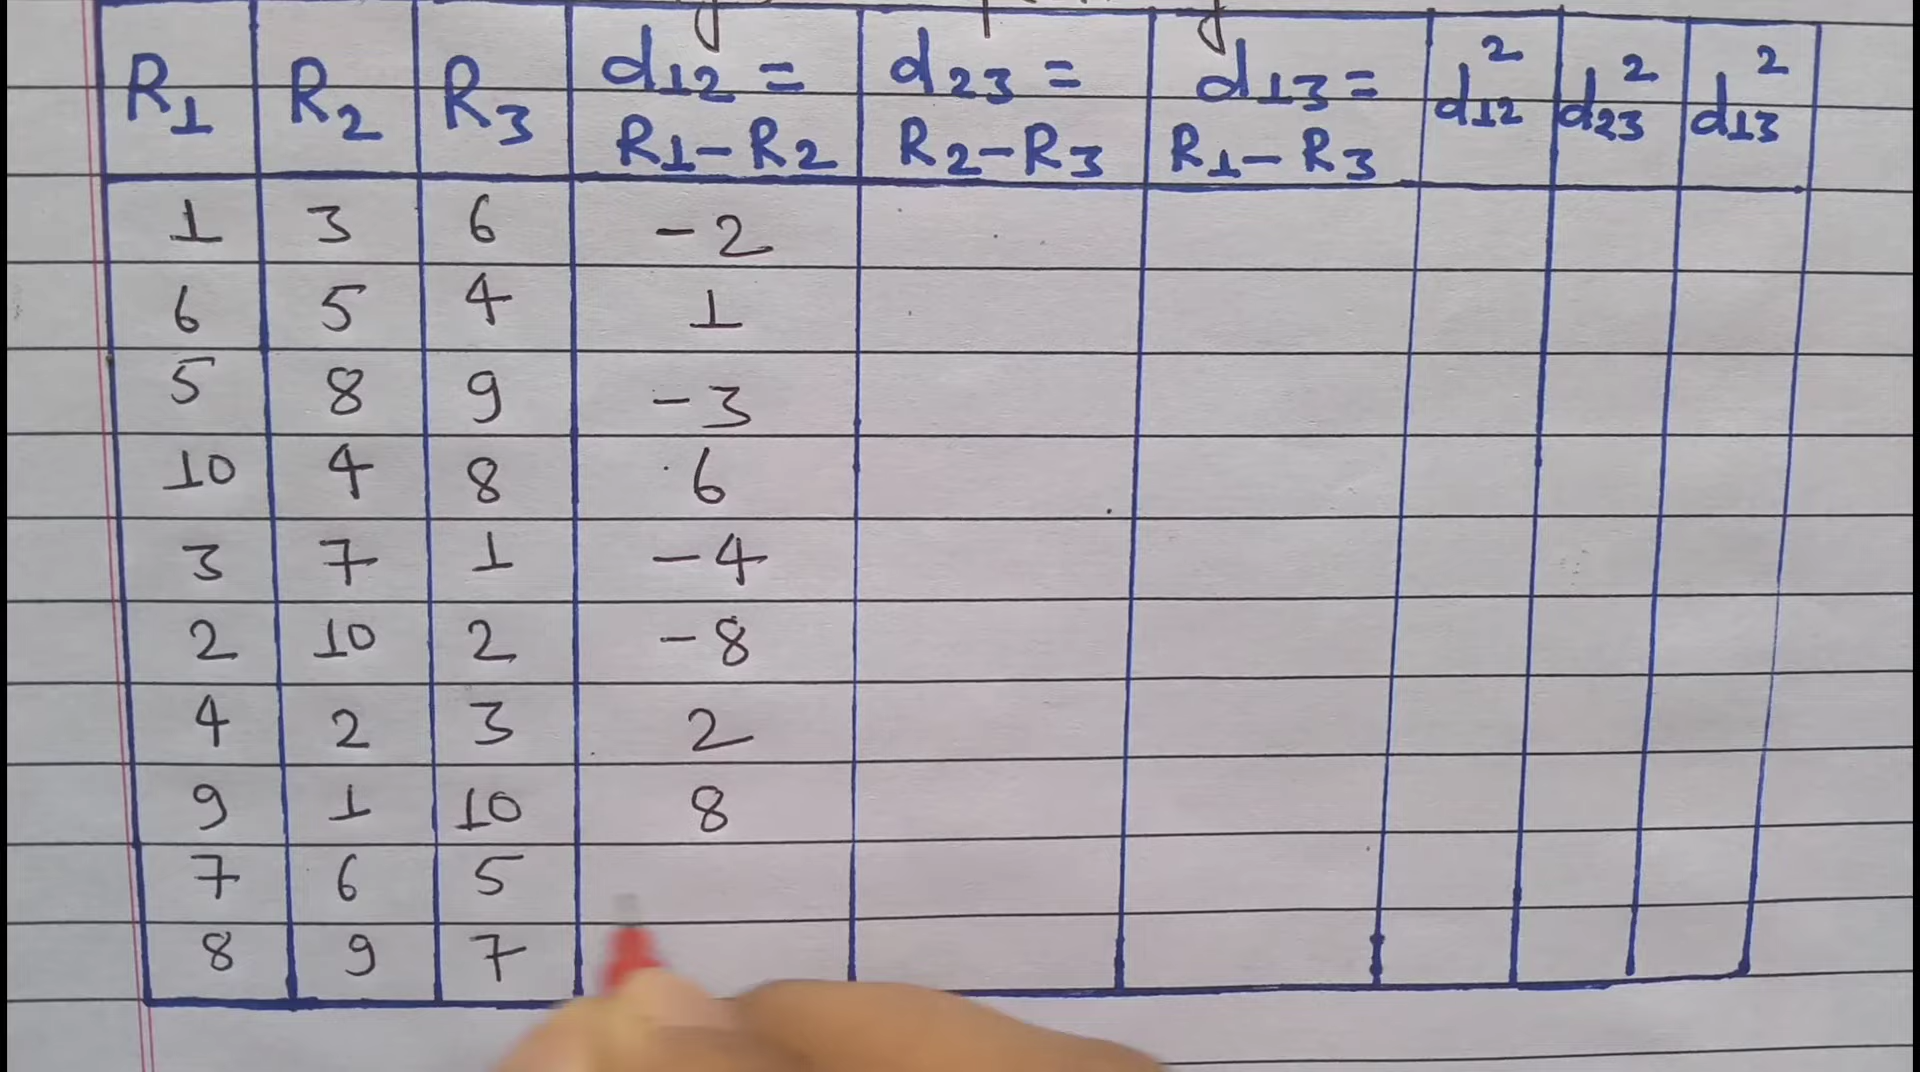 R1 R2 R3 d12 = R1-R2 d23 = R2-R3 d13 = R1-R3 d12² d23² d13²
1 3 6 -2
6 5 4 1
5 8 9 -3
10 4 8 6
3 7 1 -4
2 10 2 -8
4 2 3 2
9 1 10 8
7 6 5
8 9 7